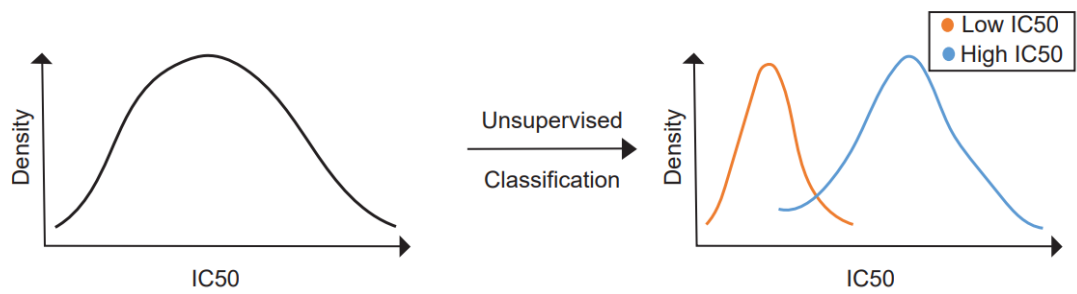 Density
IC50
Unsupervised
Classification
Low IC50
High IC50
Density
IC50